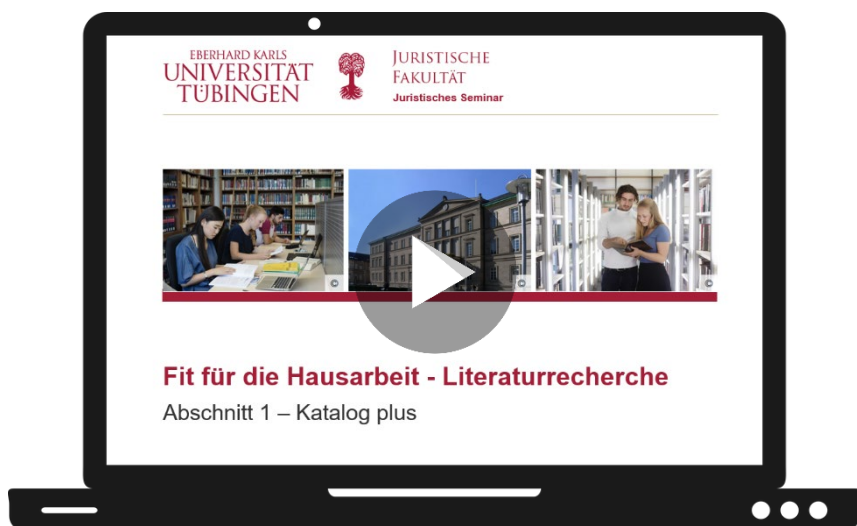 EBERHARD KARLS
UNIVERSITÄT
TÜBINGEN
JURISTISCHE
FAKULTÄT
Juristisches Seminar
© © ©
Fit für die Hausarbeit - Literaturrecherche
Abschnitt 1 – Katalog plus